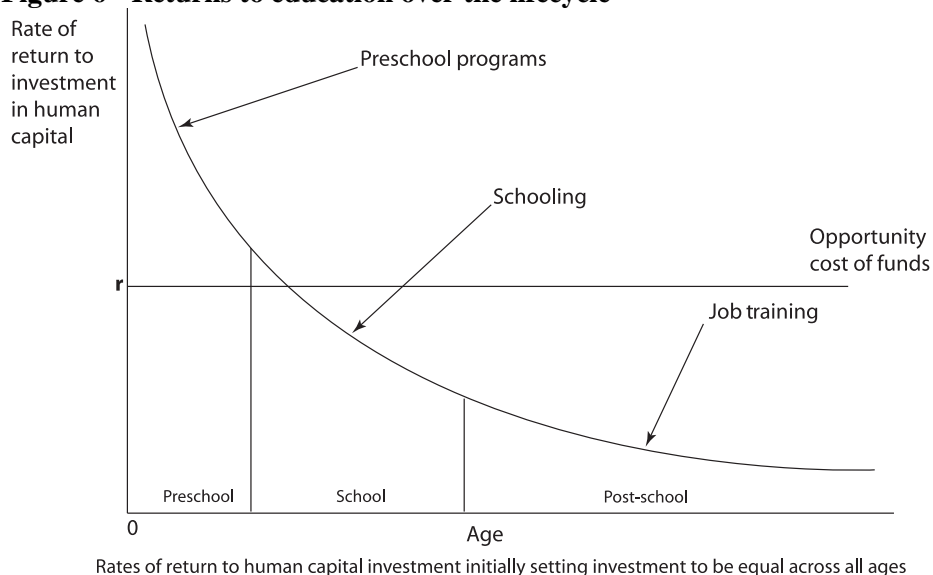 Figure 6 Returns to education over the lifecycle
Rate of
return to
investment
in human
capital
Preschool programs
Schooling
Opportunity
cost of funds
r
Job training
Preschool
School
Post-school
0
Age
Rates of return to human capital investment initially setting investment to be equal across all ages